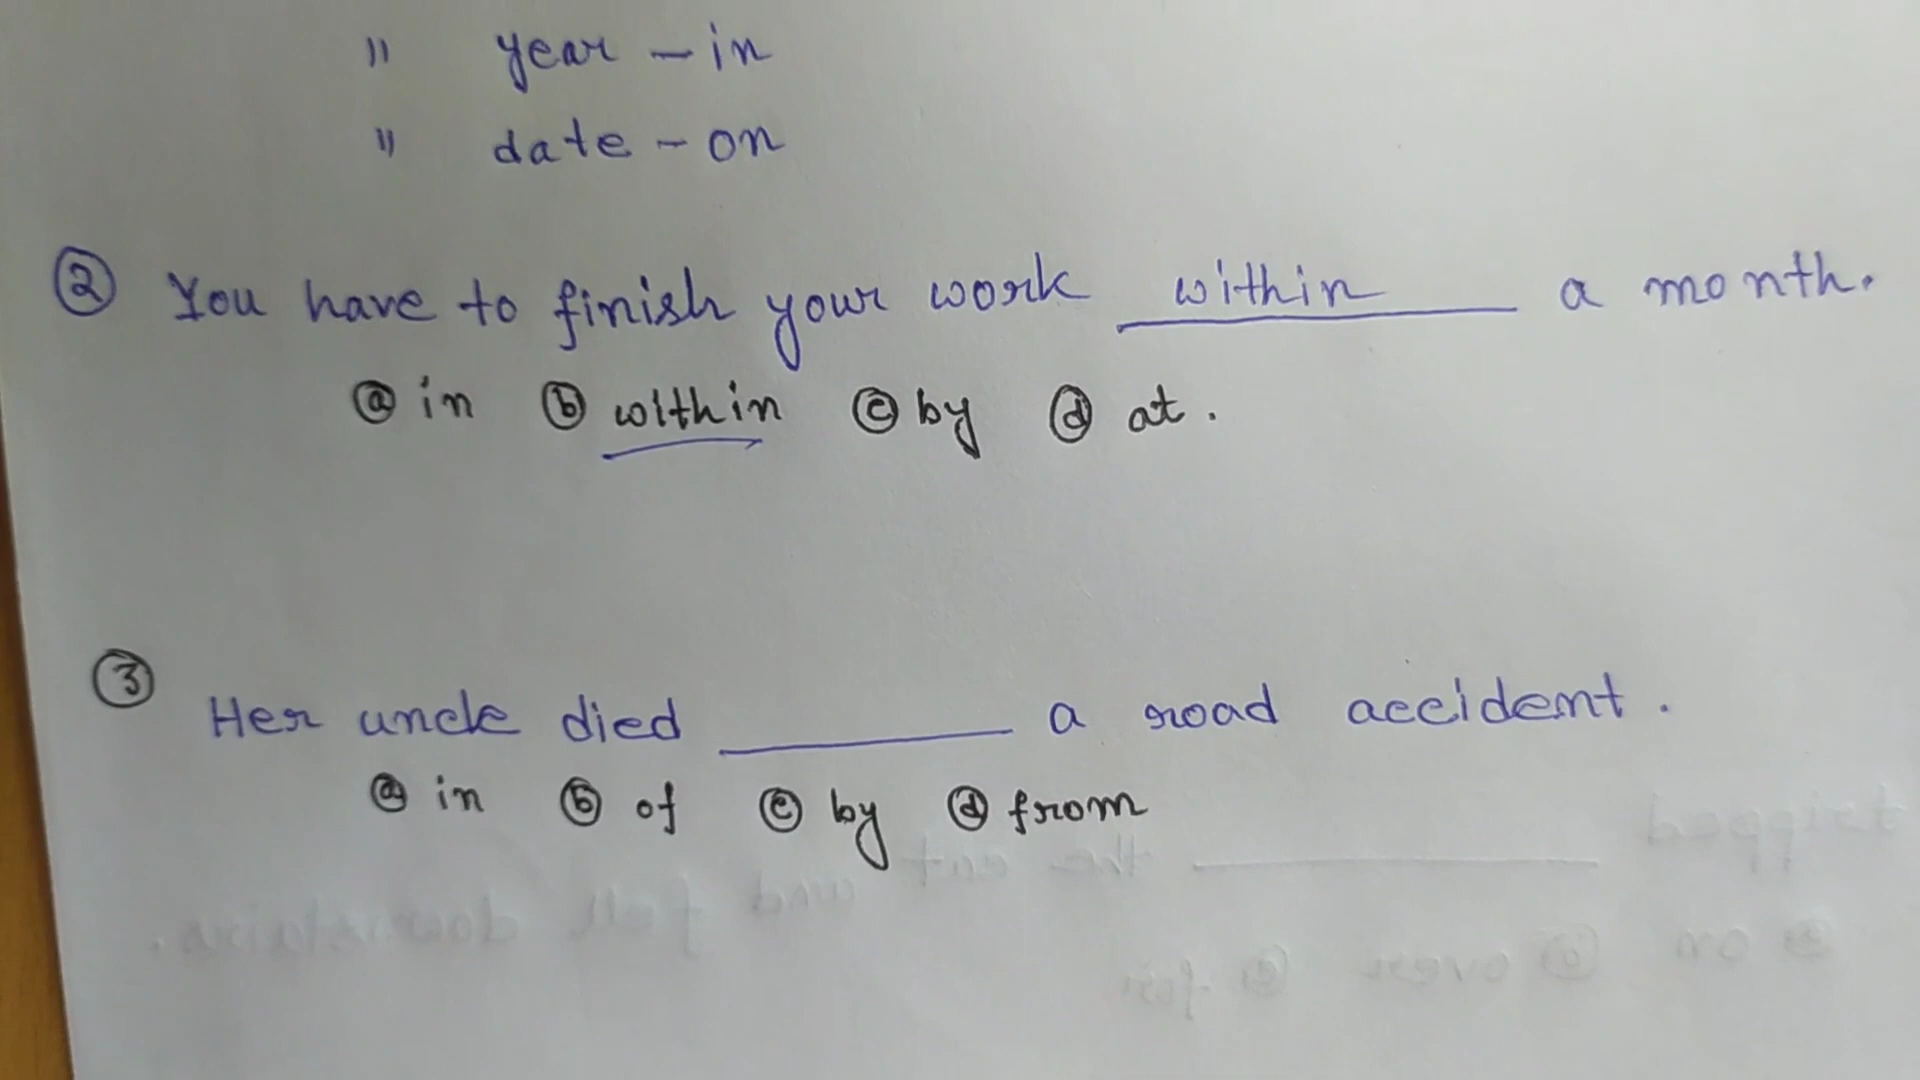 " year - in
" date - on
② You have to finish your work within a month.
ⓐ in ⓑ within ⓒ by ⓓ at.
③ Her uncle died ________ a road accident.
ⓐ in ⓑ of ⓒ by ⓓ from